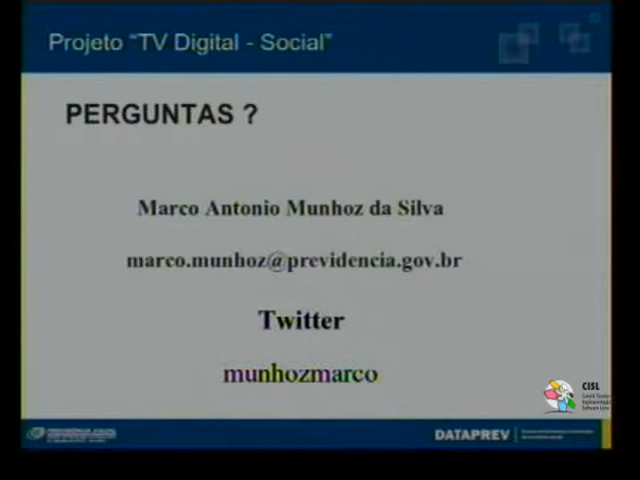 Projeto “TV Digital - Social”
PERGUNTAS ?
Marco Antonio Munhoz da Silva
marco.munhoz@previdencia.gov.br
Twitter
munhozmarco
CISL
DATAPREV